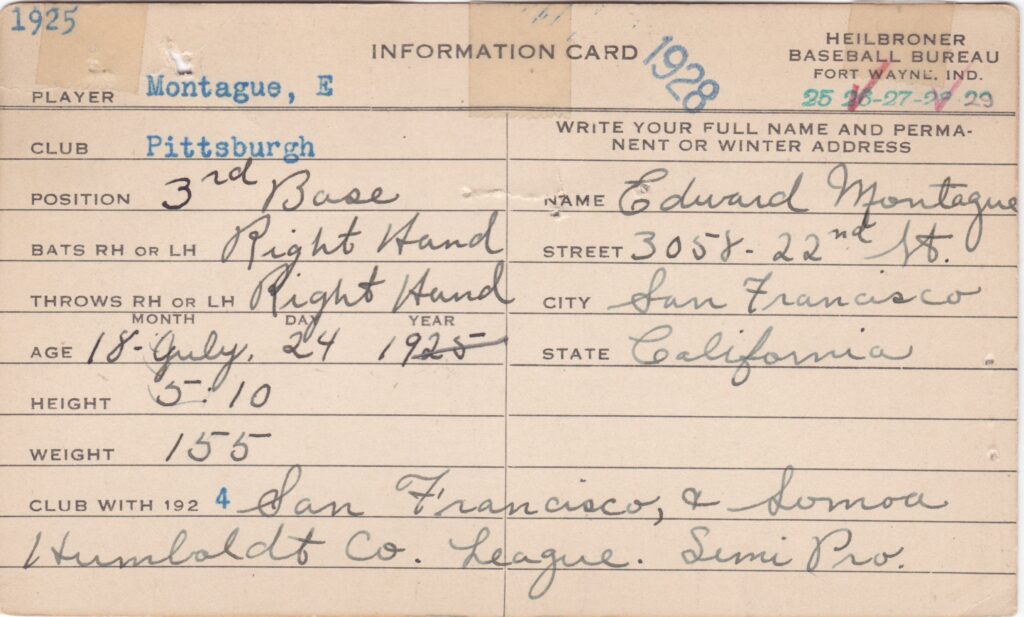 1925
INFORMATION CARD
1928
HEILBRONER
BASEBALL BUREAU
FORT WAYNE, IND.
25 26-27-28-29
PLAYER Montague, E
CLUB Pittsburgh
POSITION 3rd Base
BATS RH OR LH Right Hand
THROWS RH OR LH Right Hand
MONTH DAY YEAR
AGE 18- July. 24 1925
HEIGHT 5:10
WEIGHT 155
WRITE YOUR FULL NAME AND PERMA-
NENT OR WINTER ADDRESS
NAME Edward Montague
STREET 3058- 22nd St.
CITY San Francisco
STATE California
CLUB WITH 192 4 San Francisco, & Somoa
Humboldt Co. League. Semi Pro.